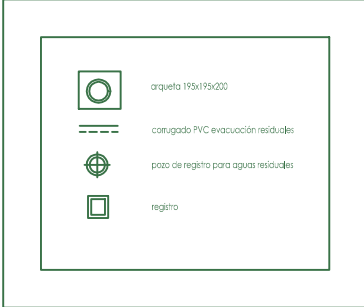 arqueta 195x195x200
corrugado PVC evacuación residuales
pozo de registro para aguas residuales
registro